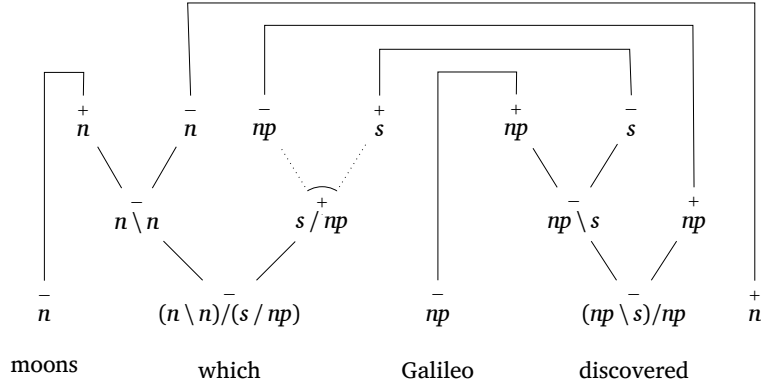 + − − + + −
n n np s np s
− + − +
n \ n s / np np \ s np
− − − − +
n (n \ n)/(s / np) np (np \ s)/np n
moons which Galileo discovered